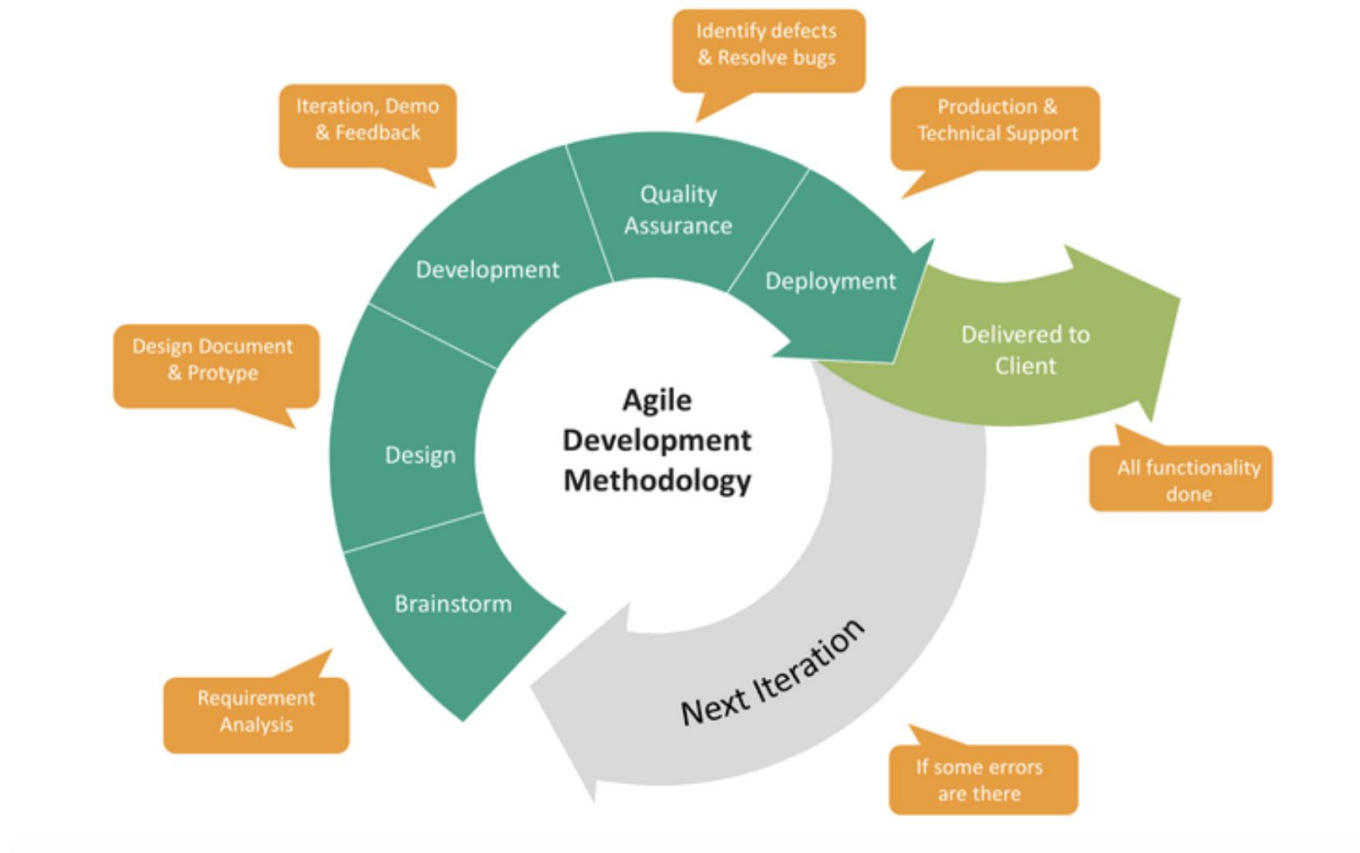 Identify defects
& Resolve bugs
Iteration, Demo
& Feedback
Production &
Technical Support
Quality
Assurance
Development
Deployment
Delivered to
Client
Design Document
& Protype
Agile
Development
Methodology
Design
All functionality
done
Brainstorm
Next Iteration
Requirement
Analysis
If some errors
are there